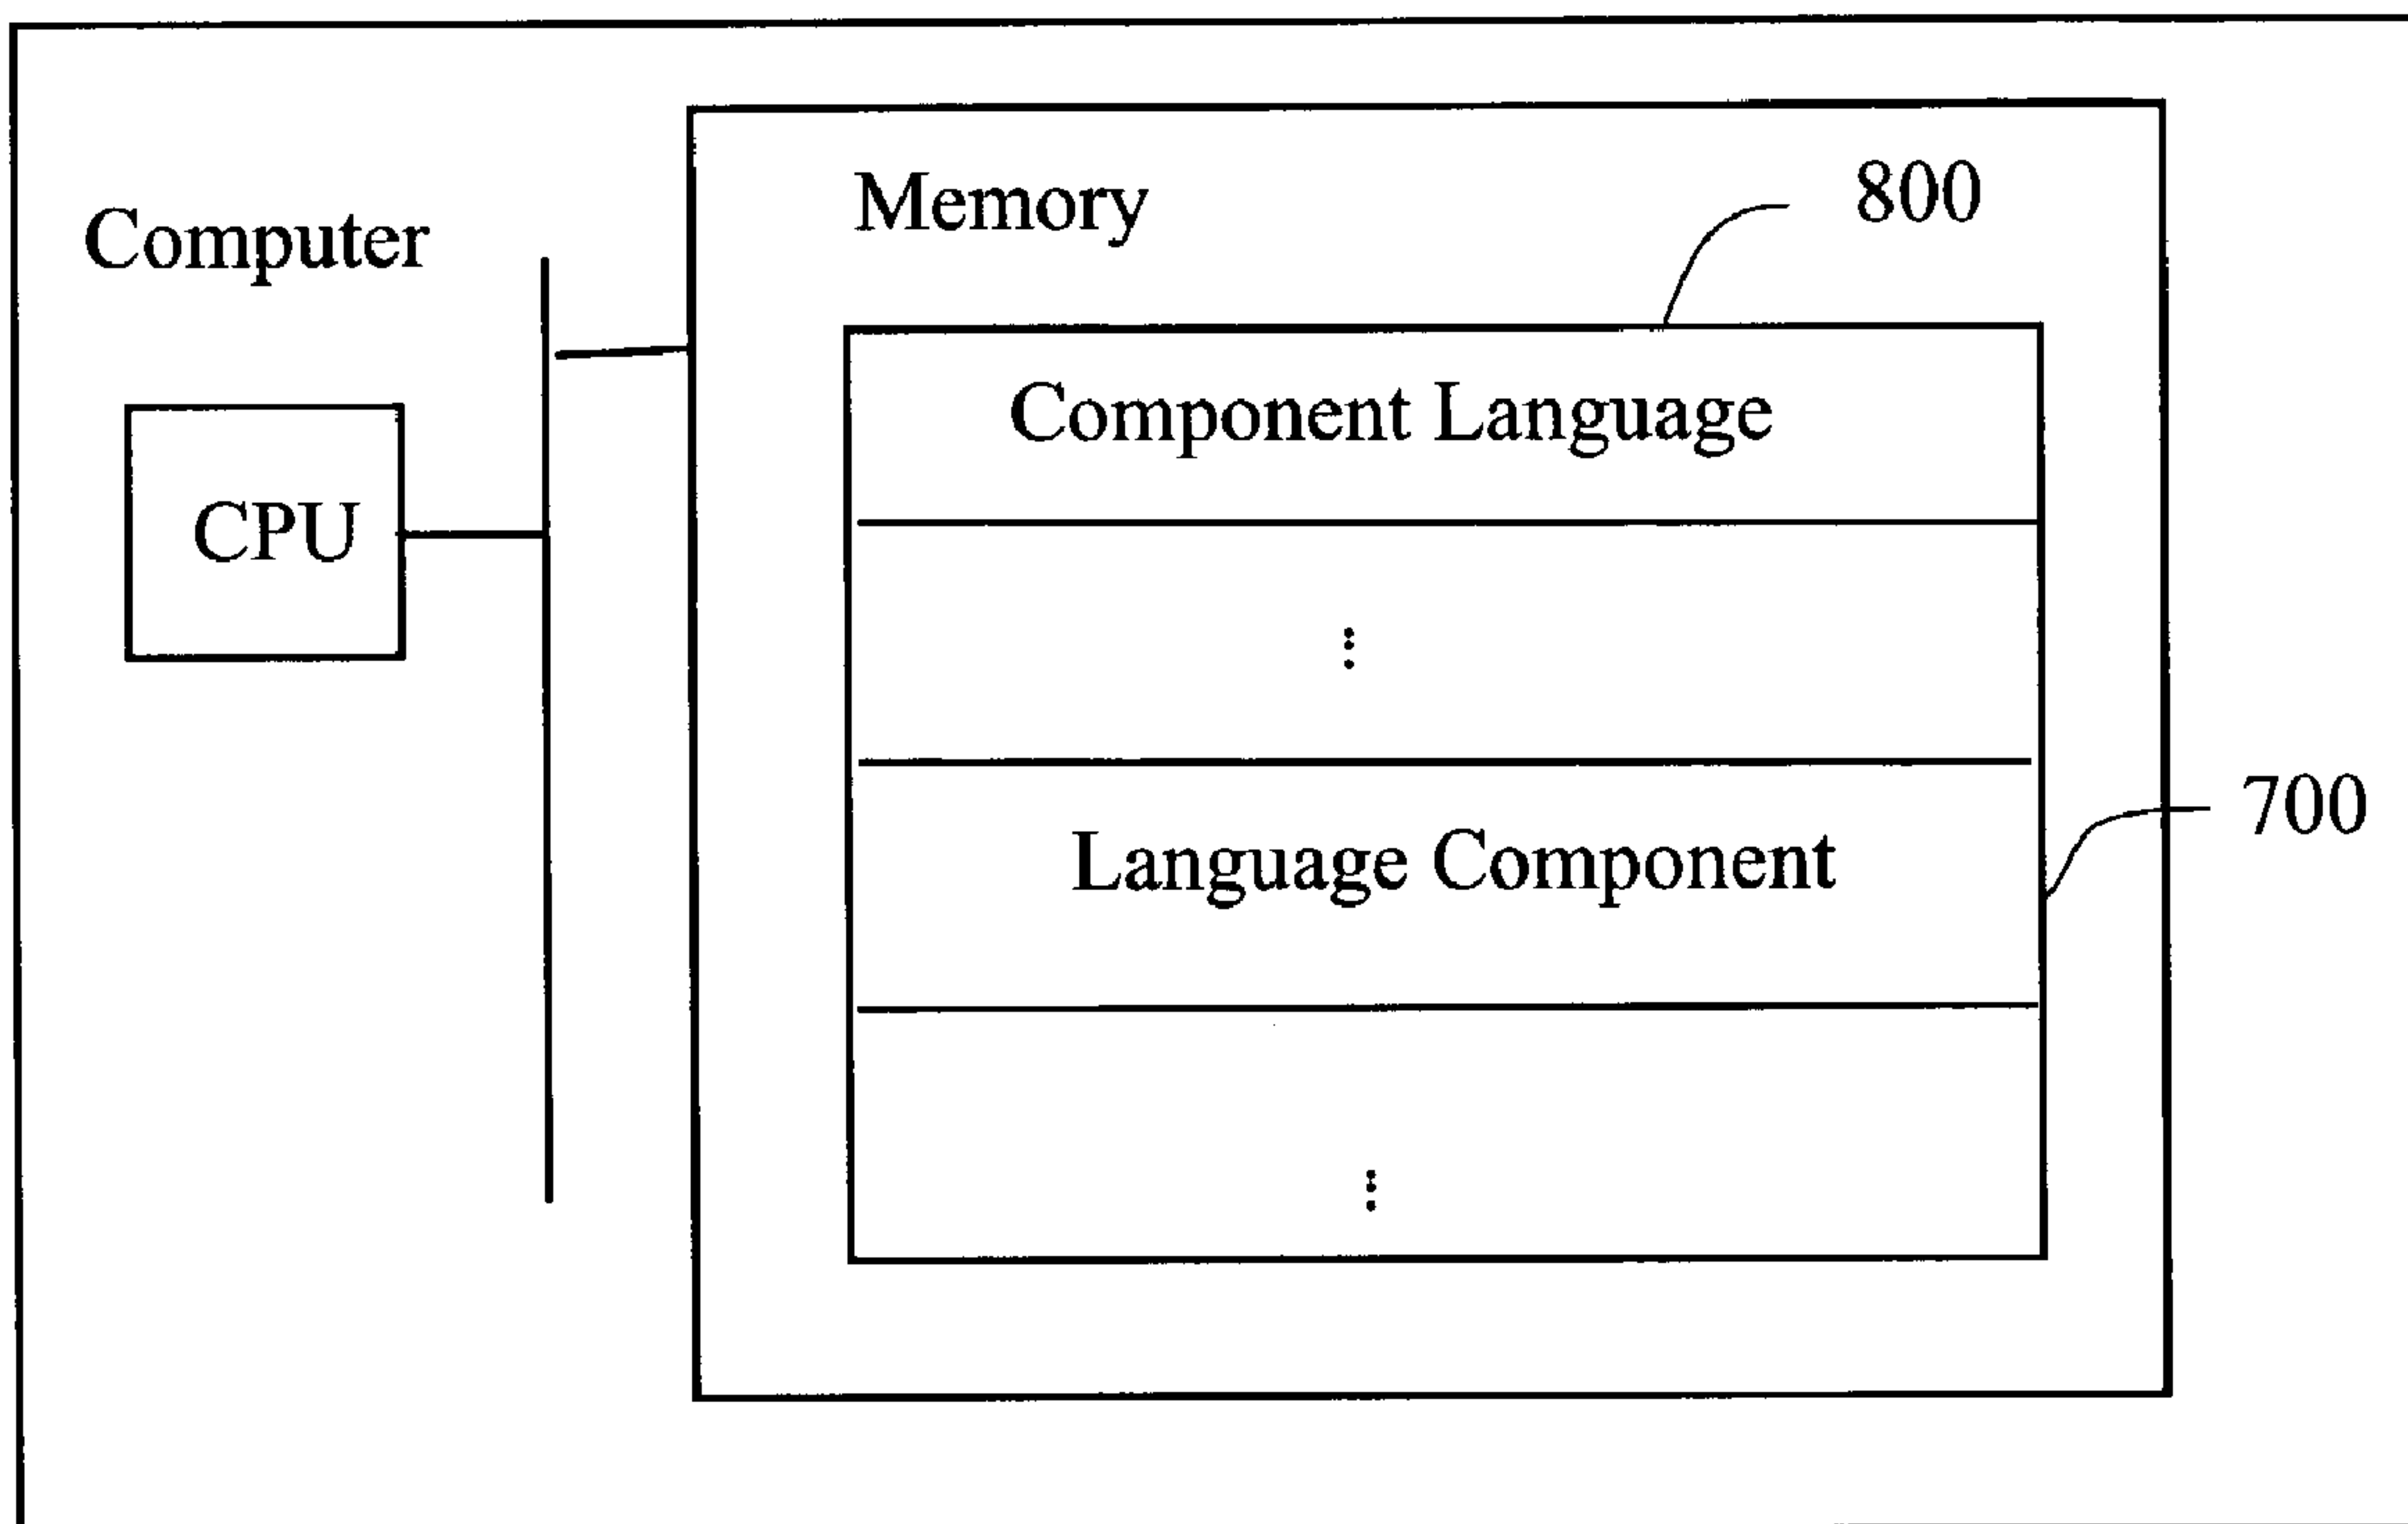 Memory
800
Computer
Component Language
CPU
⋮
700
Language Component
⋮